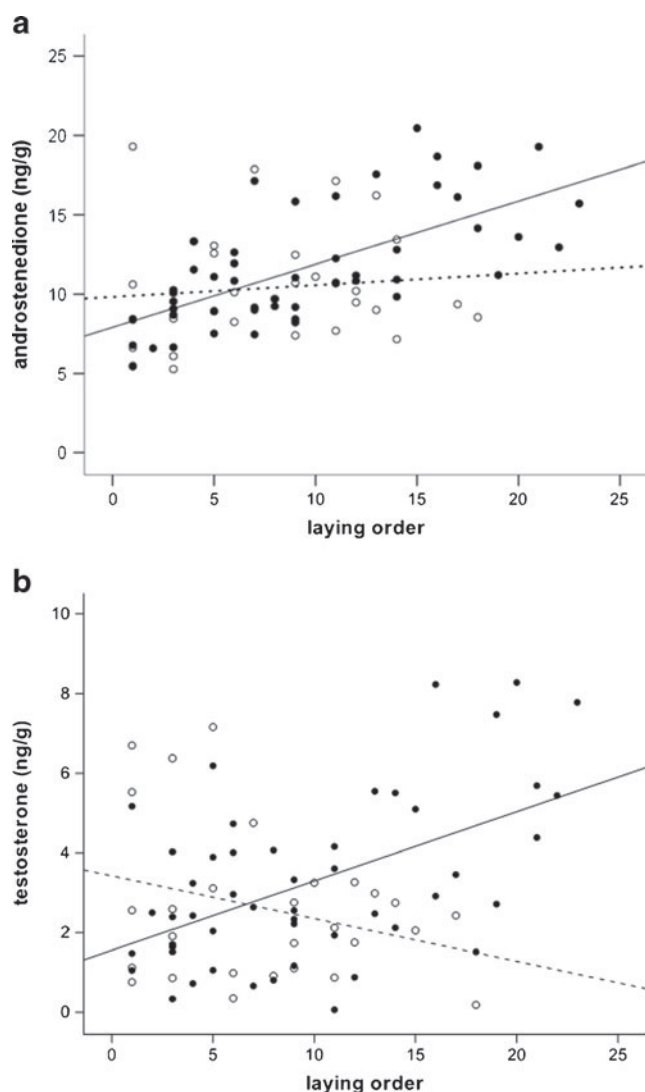 a
25
20
15
10
5
0
androstenedione (ng/g)
0 5 10 15 20 25
laying order
b
10
8
6
4
2
0
testosterone (ng/g)
0 5 10 15 20 25
laying order